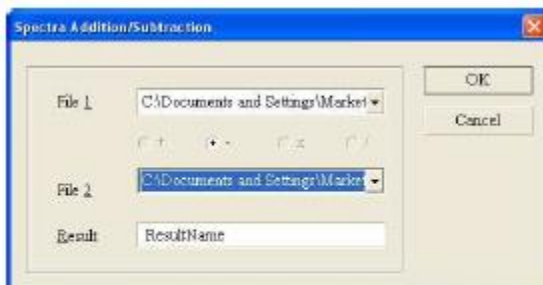 Spectra Addition/Subtraction
File 1
C:\Documents and Settings\Market
OK
+ - x /
Cancel
File 2
C:\Documents and Settings\Market
Result
ResultName